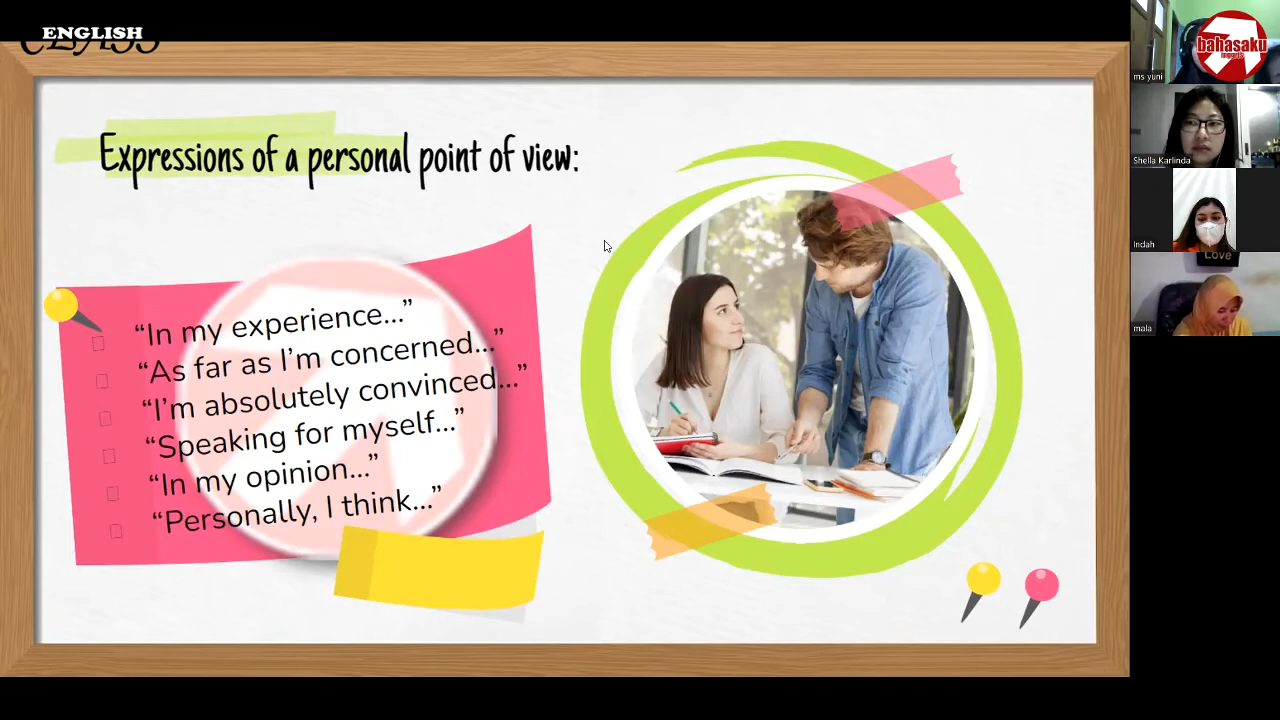 ENGLISH
CLASS
Expressions of a personal point of view:
“In my experience...”
“As far as I’m concerned...”
“I’m absolutely convinced...”
“Speaking for myself...”
“In my opinion...”
“Personally, I think...”
bahasaku
ms yuni
Shella Karlinda
Indah
Love
mala